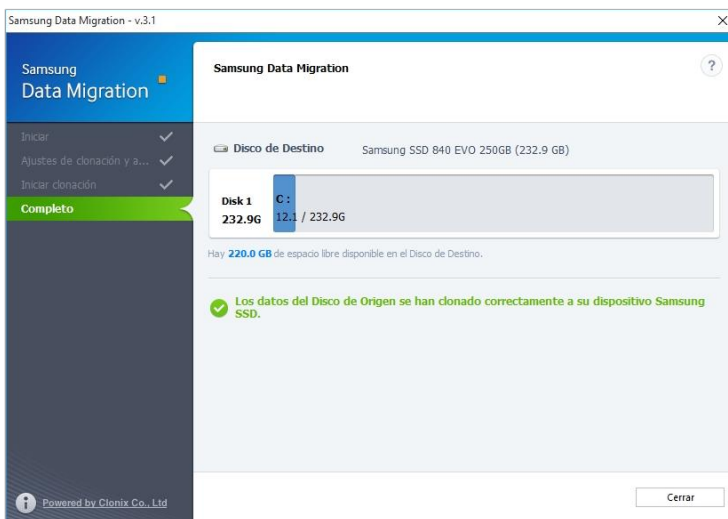 Samsung Data Migration - v.3.1
Samsung
Data Migration
Samsung Data Migration
?
Iniciar
Ajustes de clonación y a...
Iniciar clonación
Completo
Disco de Destino Samsung SSD 840 EVO 250GB (232.9 GB)
Disk 1 C :
232.9G 12.1 / 232.9G
Hay 220.0 GB de espacio libre disponible en el Disco de Destino.
Los datos del Disco de Origen se han clonado correctamente a su dispositivo Samsung
SSD.
Powered by Clonix Co., Ltd
Cerrar